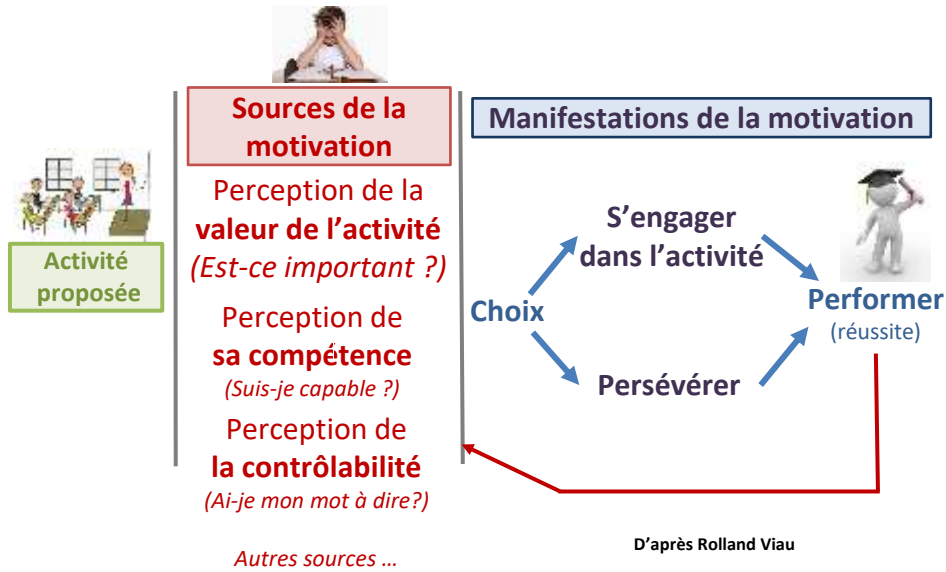 Activité
proposée
Sources de la
motivation
Perception de la
valeur de l’activité
(Est-ce important ?)
Perception de
sa compétence
(Suis-je capable ?)
Perception de
la contrôlabilité
(Ai-je mon mot à dire?)
Autres sources …
Manifestations de la motivation
Choix
S’engager
dans l’activité
Persévérer
Performer
(réussite)
D’après Rolland Viau